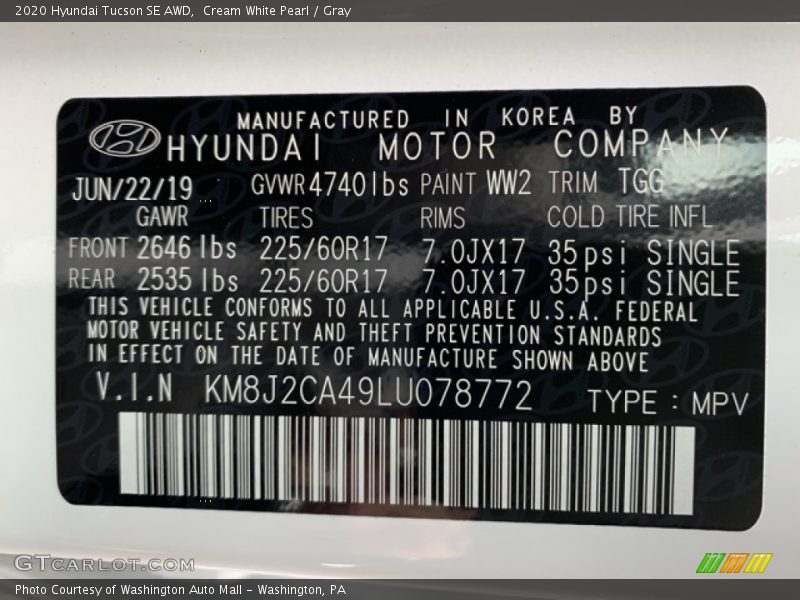 2020 Hyundai Tucson SE AWD,  Cream White Pearl / Gray
MANUFACTURED IN KOREA BY
HYUNDAI MOTOR COMPANY
JUN/22/19 GVWR 4740lbs PAINT WW2 TRIM TGG
GAWR TIRES RIMS COLD TIRE INFL
FRONT 2646 lbs 225/60R17 7.0JX17 35psi SINGLE
REAR 2535 lbs 225/60R17 7.0JX17 35psi SINGLE
THIS VEHICLE CONFORMS TO ALL APPLICABLE U.S.A. FEDERAL
MOTOR VEHICLE SAFETY AND THEFT PREVENTION STANDARDS
IN EFFECT ON THE DATE OF MANUFACTURE SHOWN ABOVE
V.I.N KM8J2CA49LU078772 TYPE : MPV
GTCARLOT.COM
Photo Courtesy of Washington Auto Mall - Washington, PA